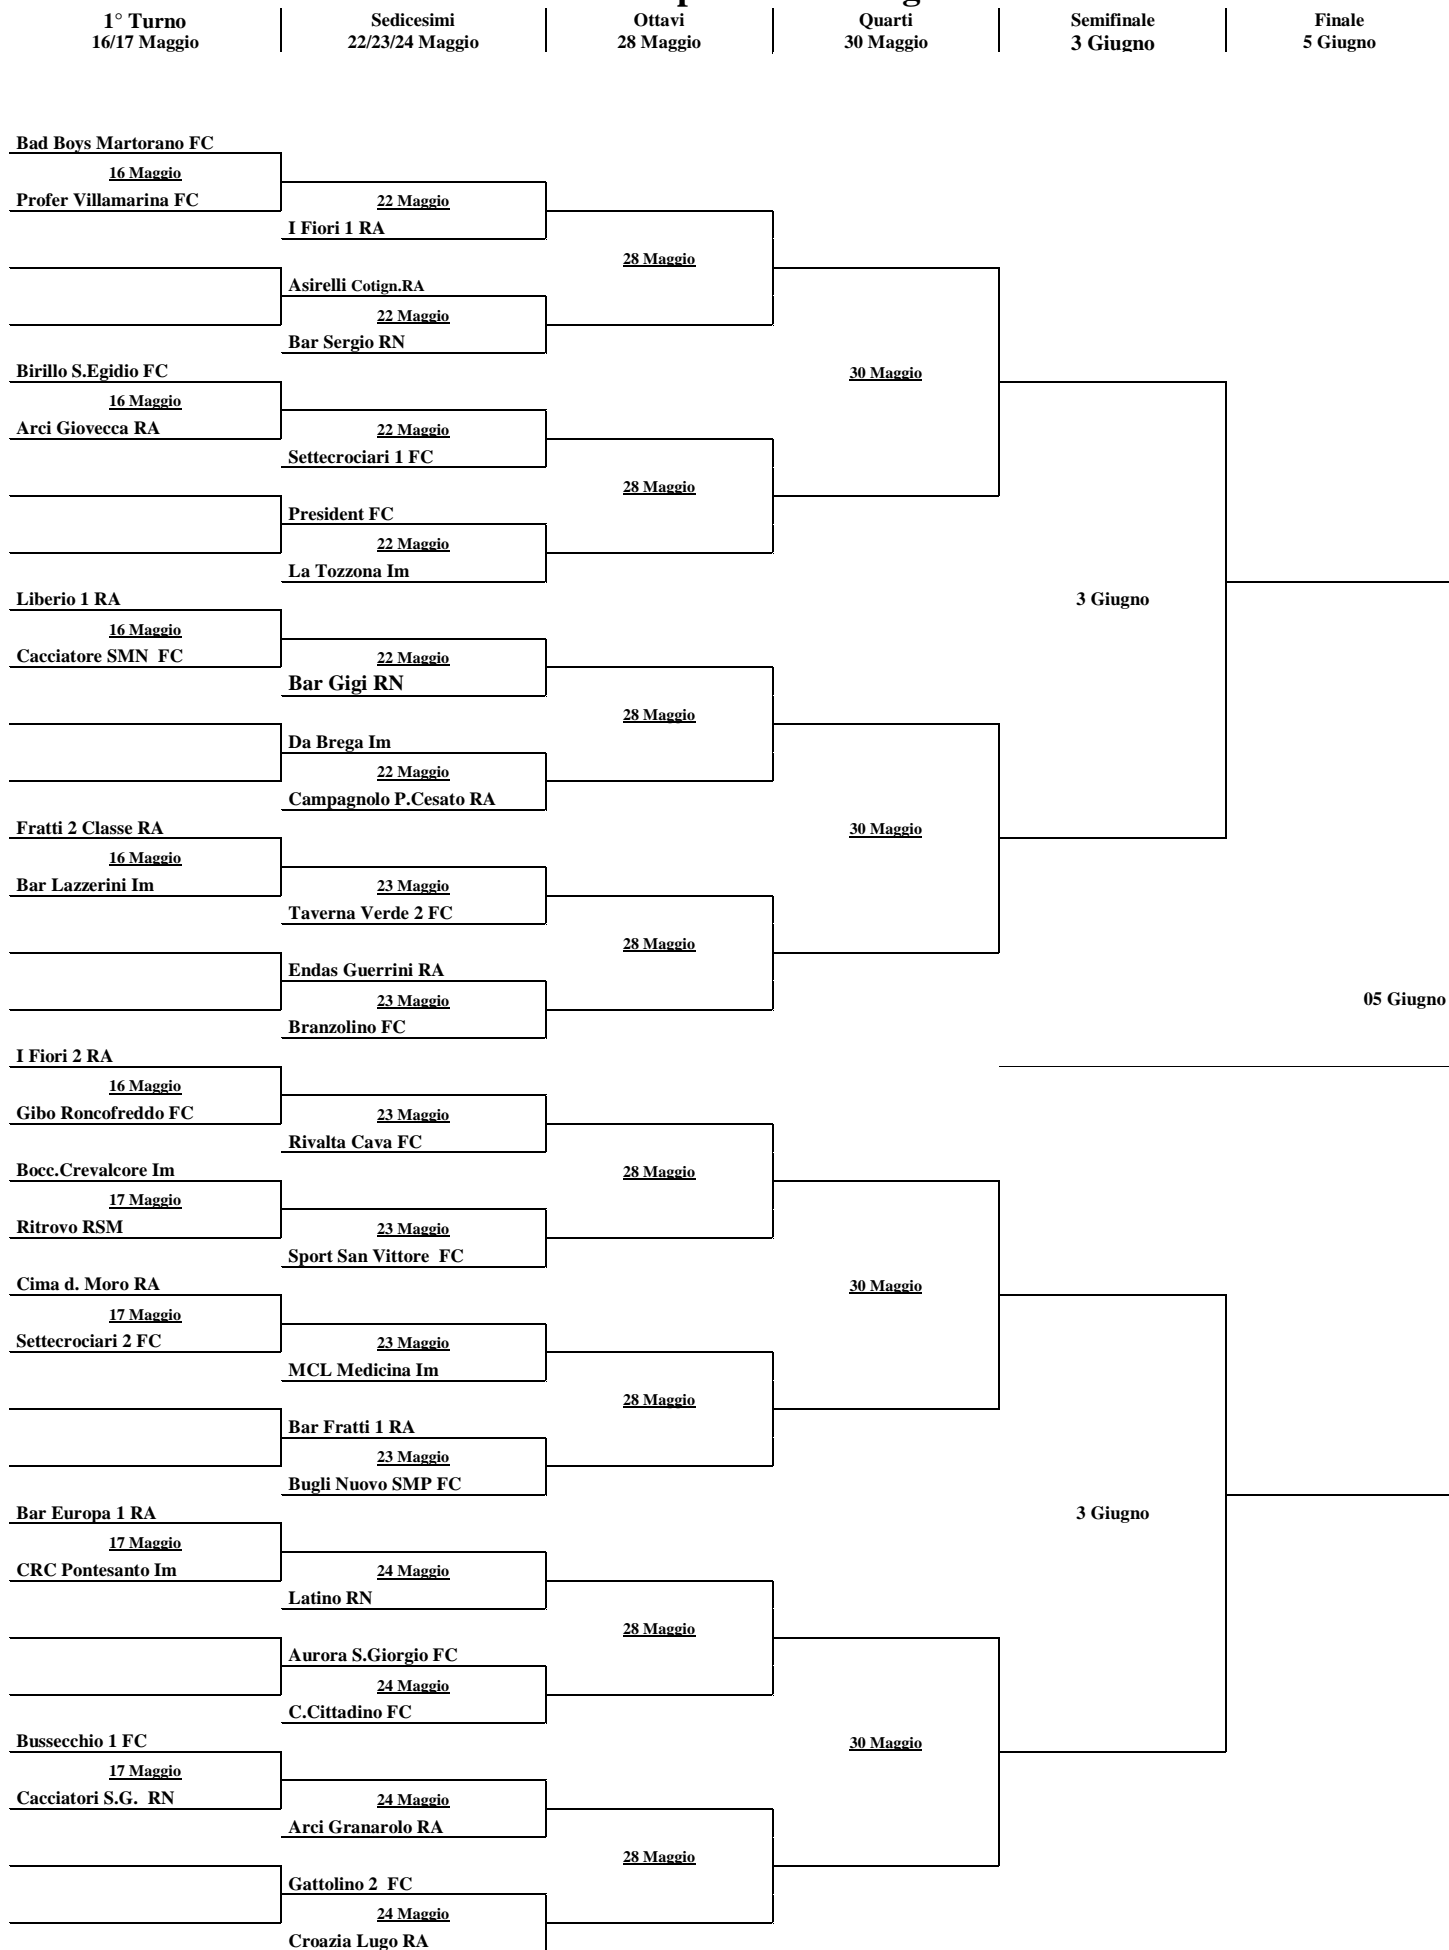 1° Turno
16/17 Maggio
Sedicesimi
22/23/24 Maggio
Ottavi
28 Maggio
Quarti
30 Maggio
Semifinale
3 Giugno
Finale
5 Giugno
Bad Boys Martorano FC
16 Maggio
Profer Villamarina FC
22 Maggio
I Fiori 1 RA
28 Maggio
Asirelli Cotign.RA
22 Maggio
Bar Sergio RN
Birillo S.Egidio FC
30 Maggio
16 Maggio
Arci Giovecca RA
22 Maggio
Settecrociari 1 FC
28 Maggio
President FC
22 Maggio
La Tozzona Im
Liberio 1 RA
3 Giugno
16 Maggio
Cacciatore SMN FC
22 Maggio
Bar Gigi RN
28 Maggio
Da Brega Im
22 Maggio
Campagnolo P.Cesato RA
Fratti 2 Classe RA
30 Maggio
16 Maggio
Bar Lazzerini Im
23 Maggio
Taverna Verde 2 FC
28 Maggio
Endas Guerrini RA
23 Maggio
05 Giugno
Branzolino FC
I Fiori 2 RA
16 Maggio
Gibo Roncofreddo FC
23 Maggio
Rivalta Cava FC
Bocc.Crevalcore Im
28 Maggio
17 Maggio
Ritrovo RSM
23 Maggio
Sport San Vittore FC
Cima d. Moro RA
30 Maggio
17 Maggio
Settecrociari 2 FC
23 Maggio
MCL Medicina Im
28 Maggio
Bar Fratti 1 RA
23 Maggio
Bugli Nuovo SMP FC
Bar Europa 1 RA
3 Giugno
17 Maggio
CRC Pontesanto Im
24 Maggio
Latino RN
28 Maggio
Aurora S.Giorgio FC
24 Maggio
C.Cittadino FC
Bussecchio 1 FC
30 Maggio
17 Maggio
Cacciatori S.G. RN
24 Maggio
Arci Granarolo RA
28 Maggio
Gattolino 2 FC
24 Maggio
Croazia Lugo RA